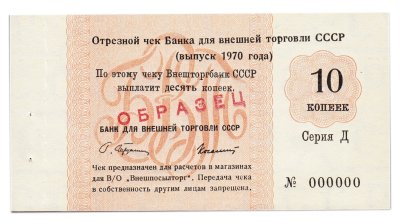 Отрезной чек Банка для внешней торговли СССР
(выпуск 1970 года)
По этому чеку Внешторгбанк СССР
выплатит десять копеек.
ОБРАЗЕЦ
БАНК ДЛЯ ВНЕШНЕЙ ТОРГОВЛИ СССР
Чек предназначен для расчетов в магазинах
для В/О „Внешпосылторг". Передача чека
в собственность другим лицам запрещена.
10
КОПЕЕК
Серия Д
№ 000000